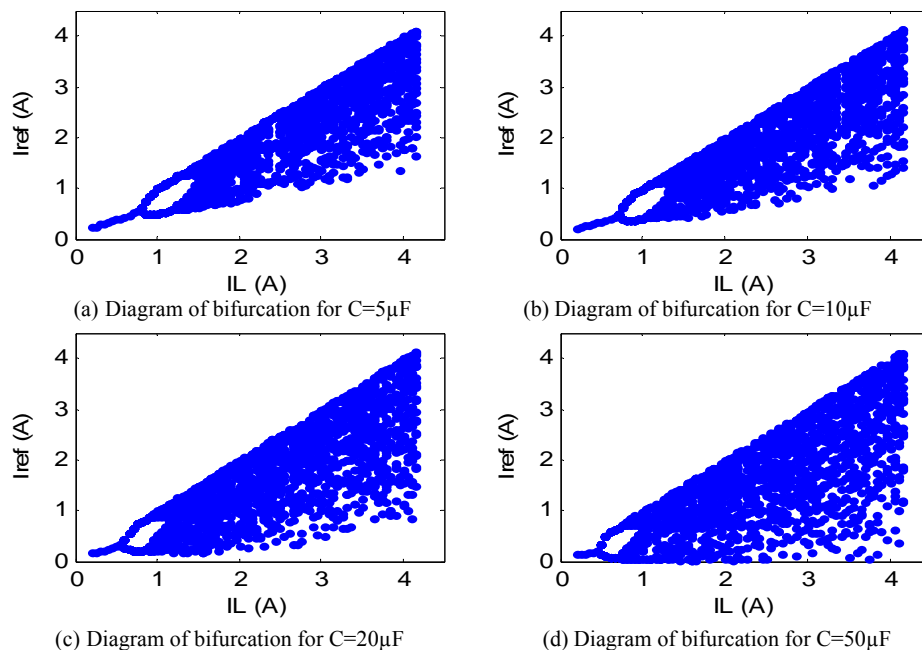 4
3
2
1
0
Iref (A)
0 1 2 3 4
IL (A)
(a) Diagram of bifurcation for C=5µF
4
3
2
1
0
Iref (A)
0 1 2 3 4
IL (A)
(b) Diagram of bifurcation for C=10µF
4
3
2
1
0
Iref (A)
0 1 2 3 4
IL (A)
(c) Diagram of bifurcation for C=20µF
4
3
2
1
0
Iref (A)
0 1 2 3 4
IL (A)
(d) Diagram of bifurcation for C=50µF